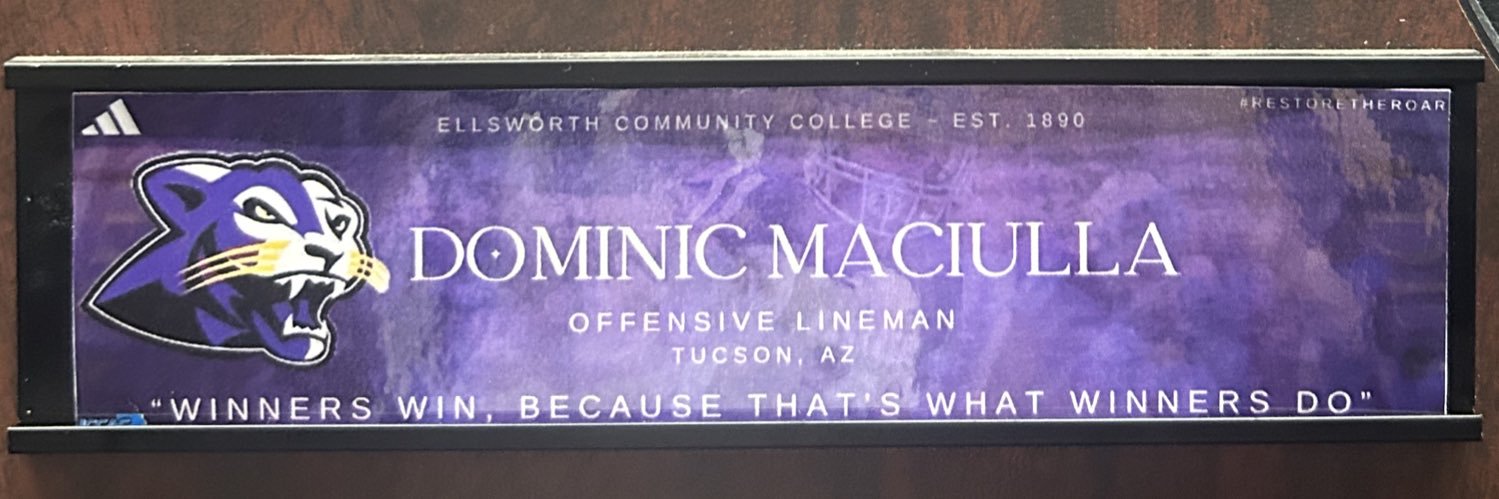 ELLSWORTH COMMUNITY COLLEGE - EST. 1890
#RESTORETHEROAR
DOMINIC MACIULLA
OFFENSIVE LINEMAN
TUCSON, AZ
"WINNERS WIN, BECAUSE THAT'S WHAT WINNERS DO"